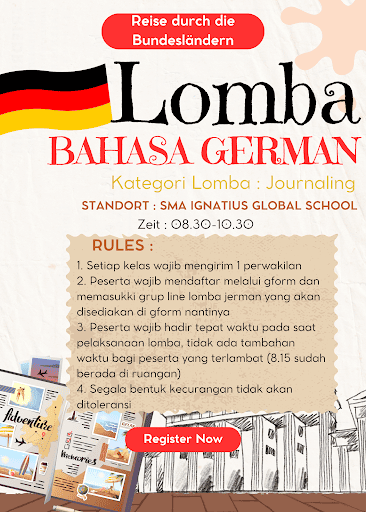 Reise durch die
Bundesländern
Lomba
BAHASA GERMAN
Kategori Lomba : Journaling
STANDORT : SMA IGNATIUS GLOBAL SCHOOL
Zeit : 08.30-10.30
RULES :
1. Setiap kelas wajib mengirim 1 perwakilan
2. Peserta wajib mendaftar melalui gform dan
memasukki grup line lomba jerman yang akan
disediakan di gform nantinya
3. Peserta wajib hadir tepat waktu pada saat
pelaksanaan lomba, tidak ada tambahan
waktu bagi peserta yang terlambat (8.15 sudah
berada di ruangan)
4. Segala bentuk kecurangan tidak akan
ditoleransi
Adventure
Memories
Register Now